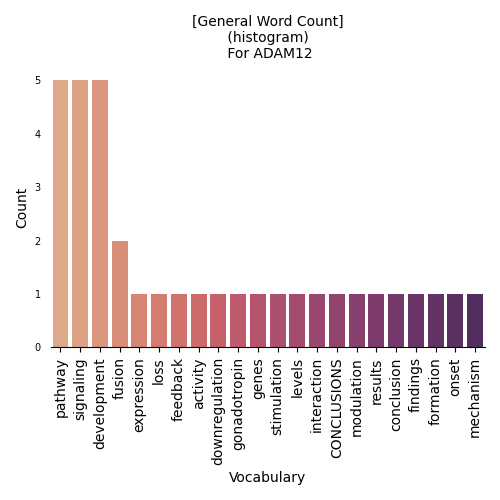 [General Word Count]
(histogram)
For ADAM12
5
4
3
2
1
0
Count
pathway
signaling
development
fusion
expression
loss
feedback
activity
downregulation
gonadotropin
genes
stimulation
levels
interaction
CONCLUSIONS
modulation
results
conclusion
findings
formation
onset
mechanism
Vocabulary